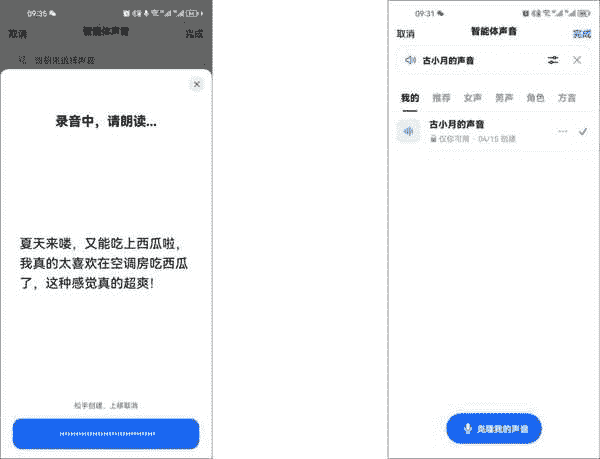 09:35
取消
智能体声音
完成
录音中，请朗读...
夏天来喽，又能吃上西瓜啦，
我真的太喜欢在空调房吃西瓜
了，这种感觉真的超爽！
松手创建，上移取消
09:31
取消
智能体声音
完成
古小月的声音
我的 推荐 女声 男声 角色 方言
古小月的声音
仅你可用 · 04/15 创建
克隆我的声音